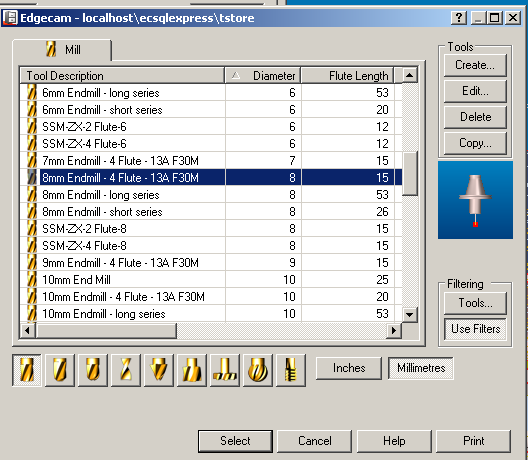 Edgecam - localhost\ecsqlexpress\tstore
Mill
Tool Description Diameter Flute Length
6mm Endmill - long series 6 53
6mm Endmill - short series 6 20
SSM-ZX-2 Flute-6 6 12
SSM-ZX-4 Flute-6 6 12
7mm Endmill - 4 Flute - 13A F30M 7 15
8mm Endmill - 4 Flute - 13A F30M 8 15
8mm Endmill - long series 8 53
8mm Endmill - short series 8 26
SSM-ZX-2 Flute-8 8 15
SSM-ZX-4 Flute-8 8 15
9mm Endmill - 4 Flute - 13A F30M 9 15
10mm End Mill 10 25
10mm Endmill - 4 Flute - 13A F30M 10 20
10mm Endmill - long series 10 53
Tools
Create...
Edit...
Delete
Copy...
Filtering
Tools...
Use Filters
Inches Millimetres
Select Cancel Help Print